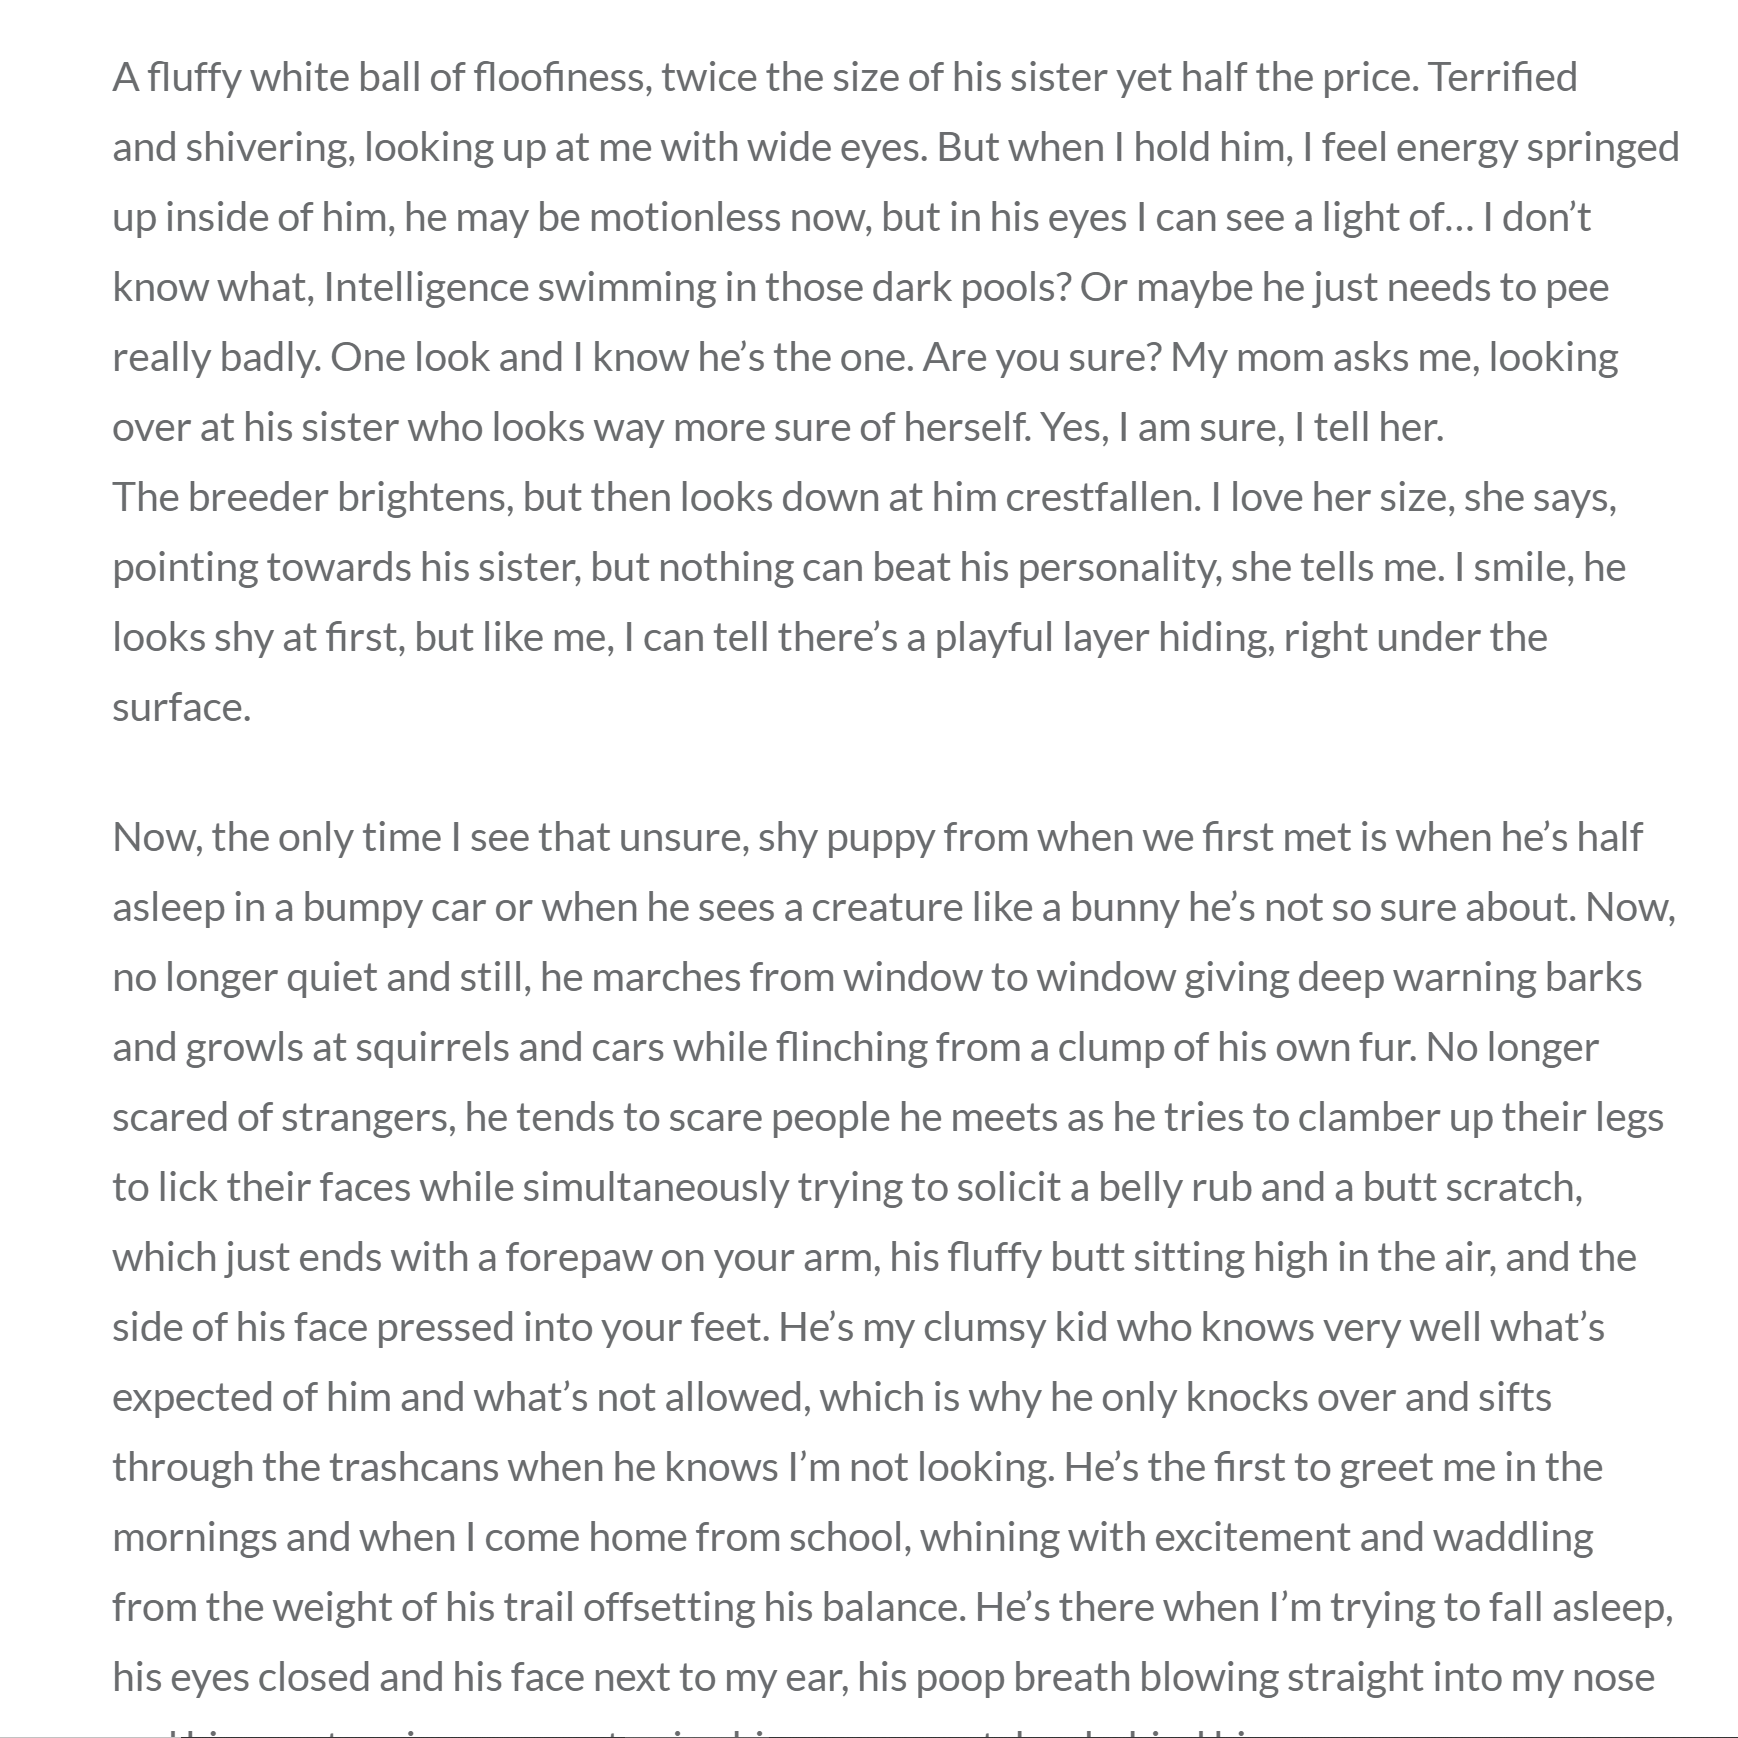 A fluffy white ball of floofiness, twice the size of his sister yet half the price. Terrified
and shivering, looking up at me with wide eyes. But when I hold him, I feel energy springed
up inside of him, he may be motionless now, but in his eyes I can see a light of… I don’t
know what, Intelligence swimming in those dark pools? Or maybe he just needs to pee
really badly. One look and I know he’s the one. Are you sure? My mom asks me, looking
over at his sister who looks way more sure of herself. Yes, I am sure, I tell her.
The breeder brightens, but then looks down at him crestfallen. I love her size, she says,
pointing towards his sister, but nothing can beat his personality, she tells me. I smile, he
looks shy at first, but like me, I can tell there’s a playful layer hiding, right under the
surface.
Now, the only time I see that unsure, shy puppy from when we first met is when he’s half
asleep in a bumpy car or when he sees a creature like a bunny he’s not so sure about. Now,
no longer quiet and still, he marches from window to window giving deep warning barks
and growls at squirrels and cars while flinching from a clump of his own fur. No longer
scared of strangers, he tends to scare people he meets as he tries to clamber up their legs
to lick their faces while simultaneously trying to solicit a belly rub and a butt scratch,
which just ends with a forepaw on your arm, his fluffy butt sitting high in the air, and the
side of his face pressed into your feet. He’s my clumsy kid who knows very well what’s
expected of him and what’s not allowed, which is why he only knocks over and sifts
through the trashcans when he knows I’m not looking. He’s the first to greet me in the
mornings and when I come home from school, whining with excitement and waddling
from the weight of his trail offsetting his balance. He’s there when I’m trying to fall asleep,
his eyes closed and his face next to my ear, his poop breath blowing straight into my nose